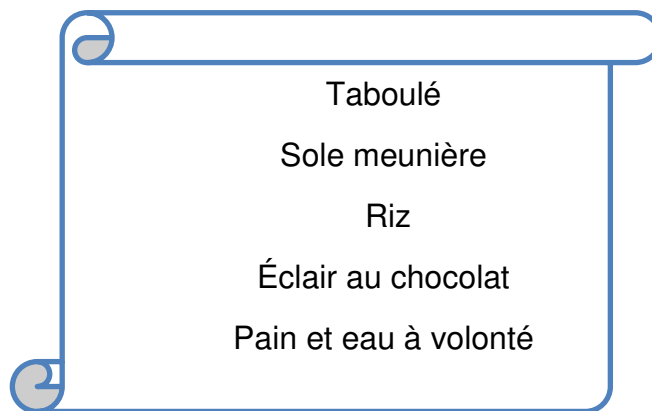 Taboulé
Sole meunière
Riz
Éclair au chocolat
Pain et eau à volonté